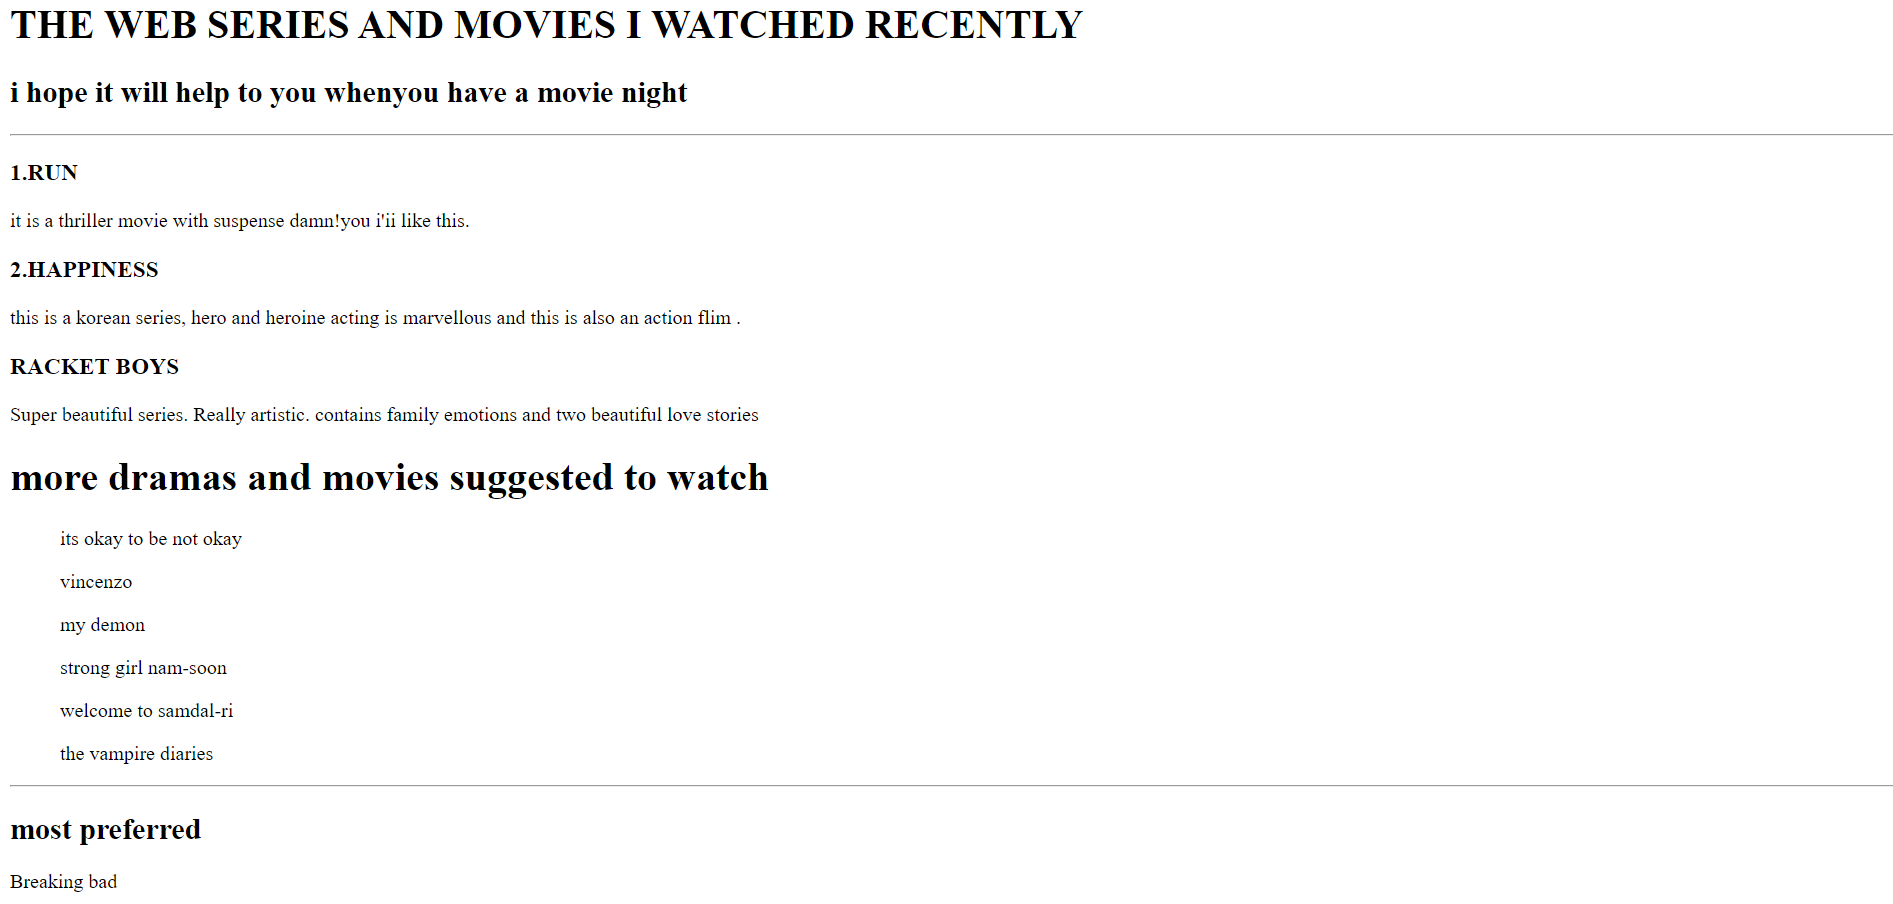 THE WEB SERIES AND MOVIES I WATCHED RECENTLY
i hope it will help to you whenyou have a movie night
1.RUN
it is a thriller movie with suspense damn!you i'ii like this.
2.HAPPINESS
this is a korean series, hero and heroine acting is marvellous and this is also an action flim .
RACKET BOYS
Super beautiful series. Really artistic. contains family emotions and two beautiful love stories
more dramas and movies suggested to watch
its okay to be not okay
vincenzo
my demon
strong girl nam-soon
welcome to samdal-ri
the vampire diaries
most preferred
Breaking bad